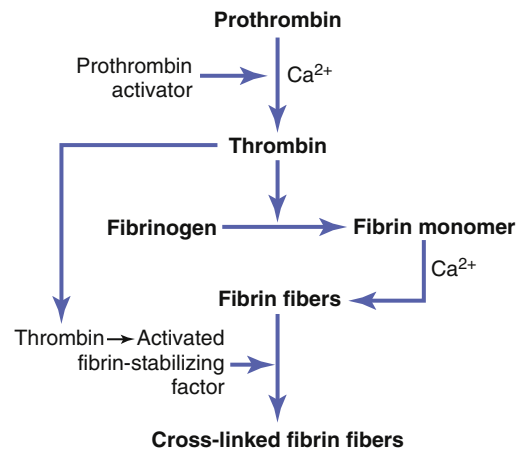 Prothrombin
Prothrombin
activator
Ca²⁺
Thrombin
Fibrinogen
Fibrin monomer
Ca²⁺
Fibrin fibers
Thrombin → Activated
fibrin-stabilizing
factor
Cross-linked fibrin fibers